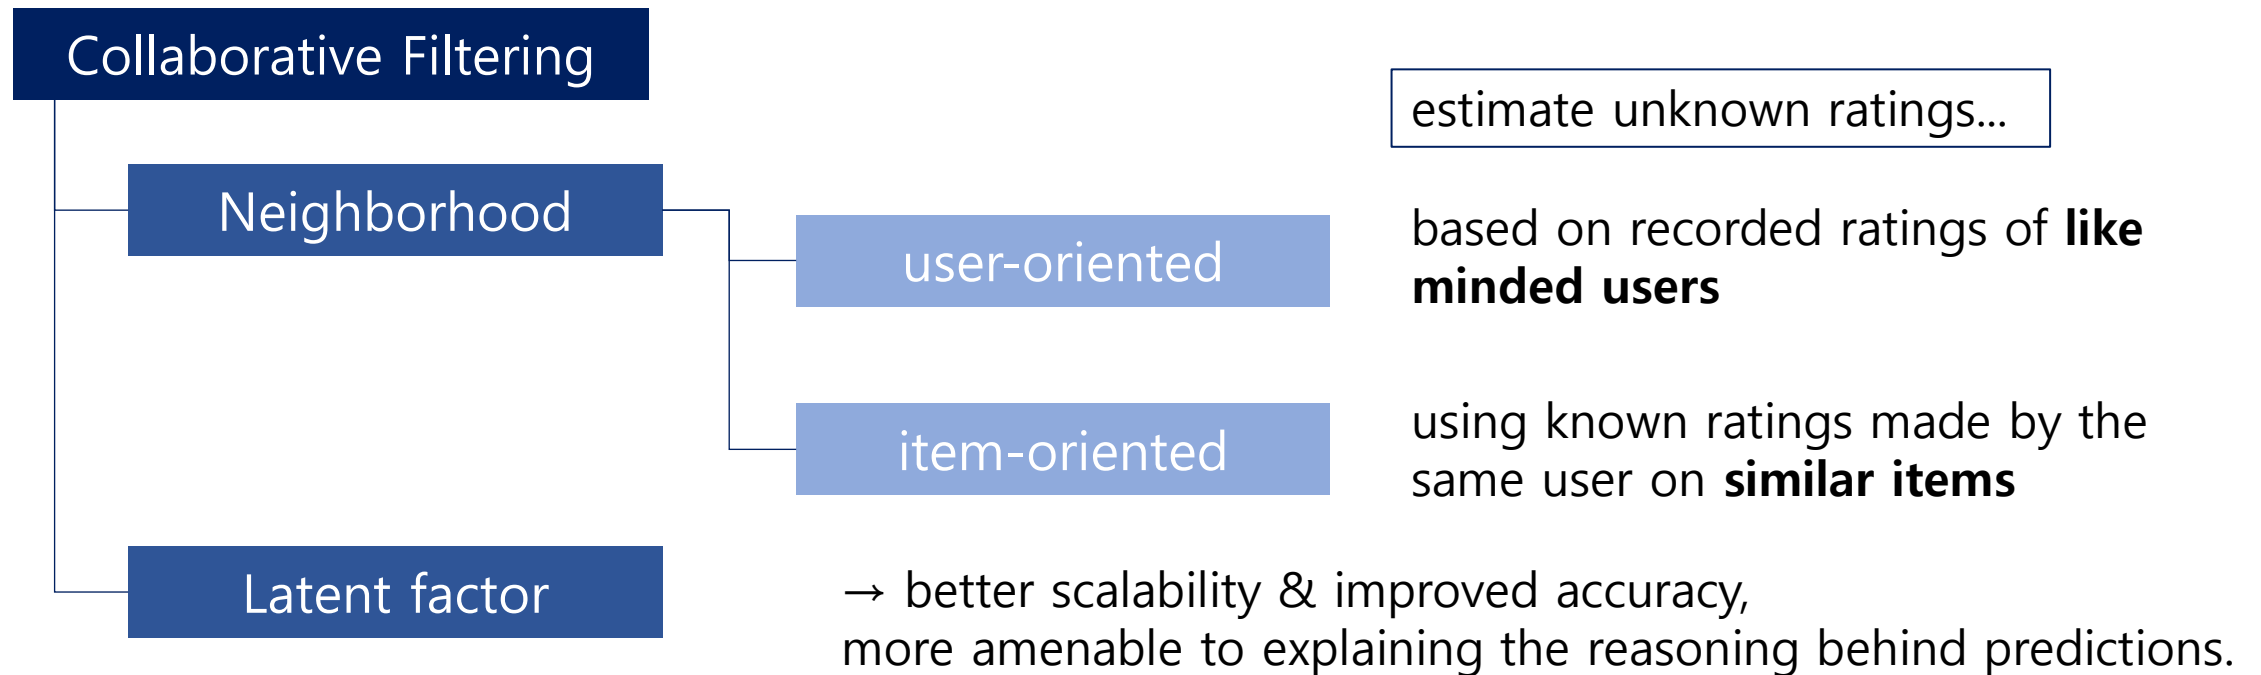 Collaborative Filtering
estimate unknown ratings...
Neighborhood
user-oriented
based on recorded ratings of like
minded users
item-oriented
using known ratings made by the
same user on similar items
Latent factor
→ better scalability & improved accuracy,
more amenable to explaining the reasoning behind predictions.